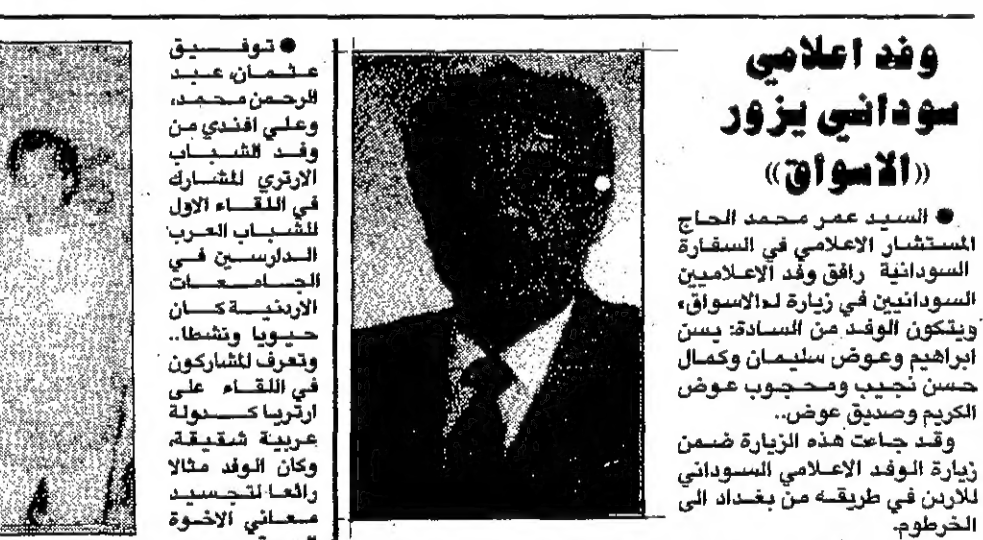 وفد اعلامي
سوداني يزور
«الاسواق»
● السيد عمر محمد الحاج
المستشار الاعلامي في السفارة
السودانية رافق وفد الاعلاميين
السودانيين في زيارة لـ«الاسواق»
ويتكون الوفد من السادة: يسن
ابراهيم وعوض سليمان وكمال
حسن نجيب ومحجوب عوض
الكريم وصديق عوض..
وقد جاءت هذه الزيارة ضمن
زيارة الوفد الاعلامي السوداني
للاردن في طريقه من بغداد الى
الخرطوم.
● توفيق
عثمان، عبد
الرحمن محمد،
وعلي افندي من
وفد الشباب
الارتري المشارك
في اللقاء الاول
للشباب العرب
الدارسين في
الجامعات
الأردنية كان
حيويا ونشطا..
وتعرف المشاركون
في اللقاء على
ارتريا كدولة
عربية شقيقة،
وكان الوفد مثالا
رائعا لتجسيد
معاني الاخوة